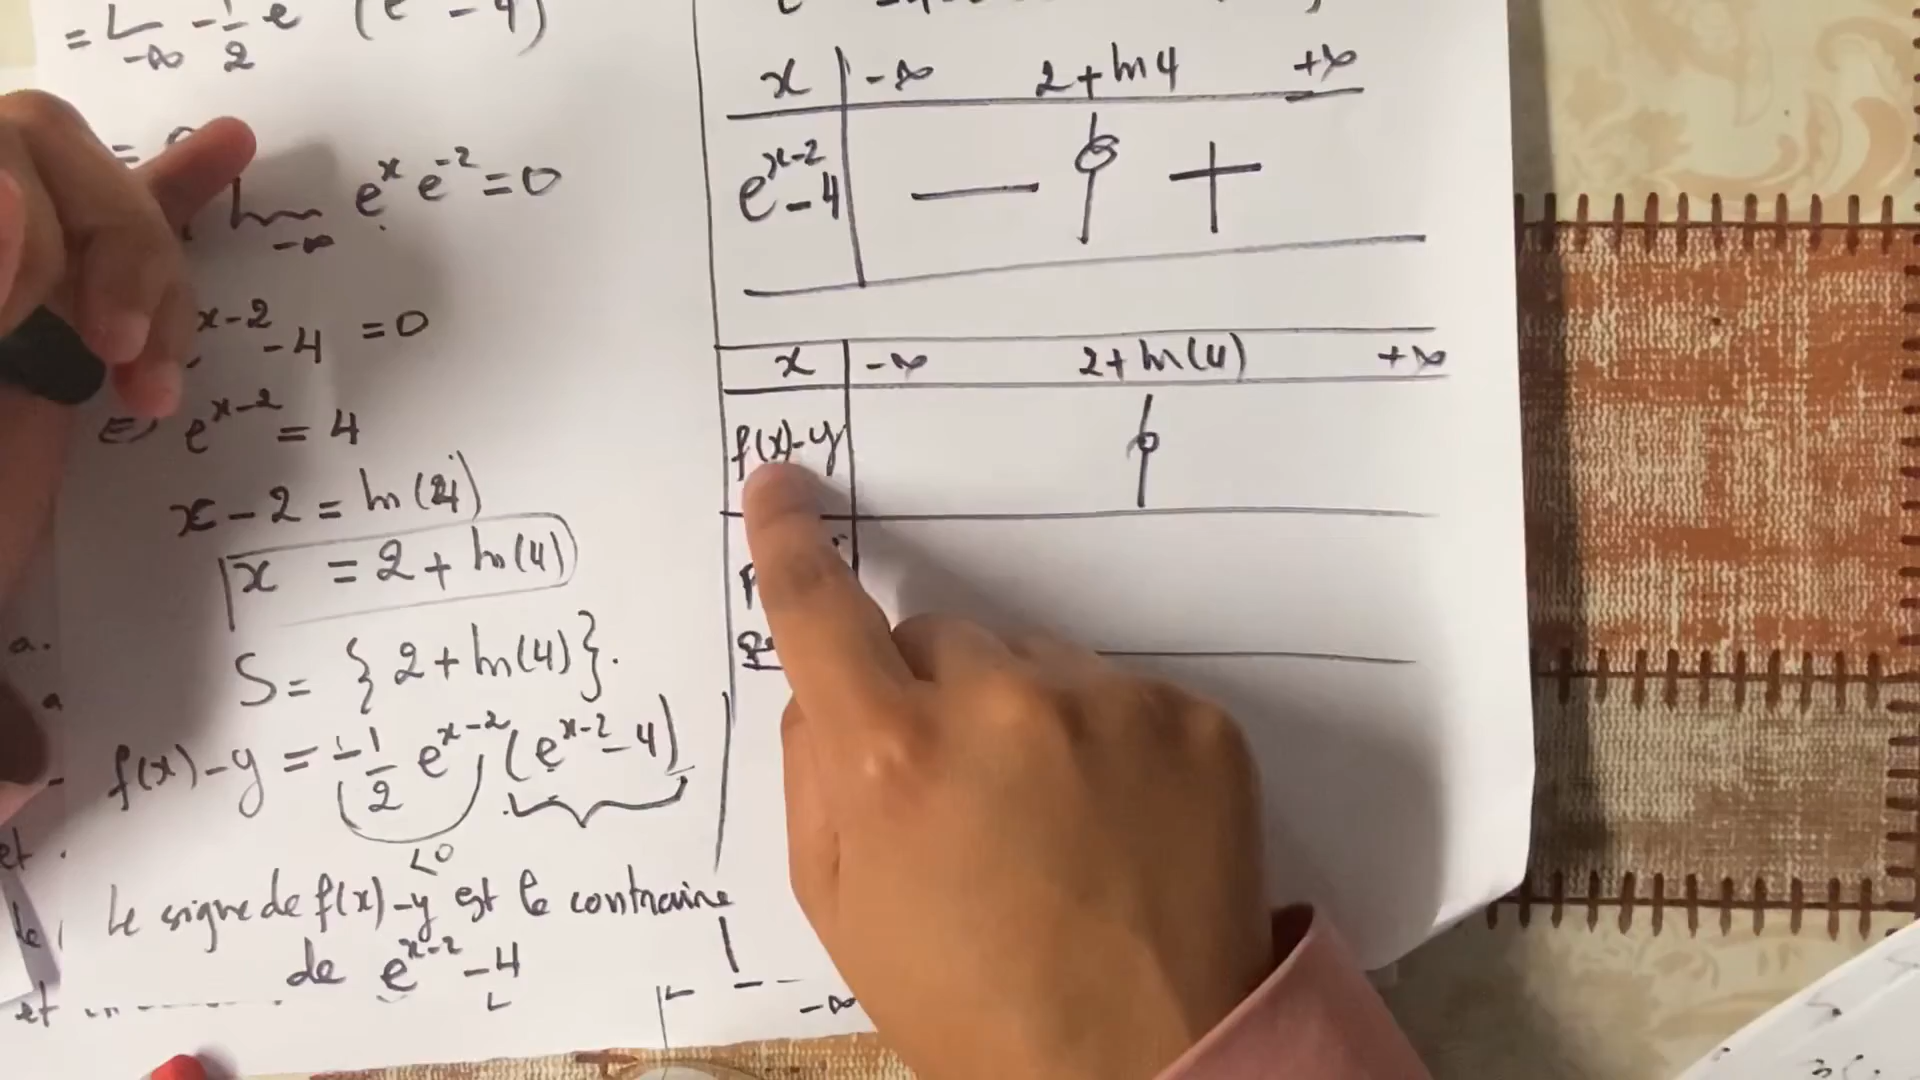 = L -1/2 e (e - 4)
-∞
lim e^x e^-2 = 0
-∞
x-2 - 4 = 0
e^x-2 = 4
x - 2 = ln(4)
x = 2 + ln(4)
S = { 2 + ln(4) }.
f(x) - y = -1/2 e^x-2 (e^x-2 - 4)
<0
Le signe de f(x) - y est le contraire
de e^x-2 - 4
x | -∞ 2 + ln 4 +∞
e^x-2 - 4 | — 0 +
x | -∞ 2 + ln(4) +∞
f(x) - y | 0
-∞